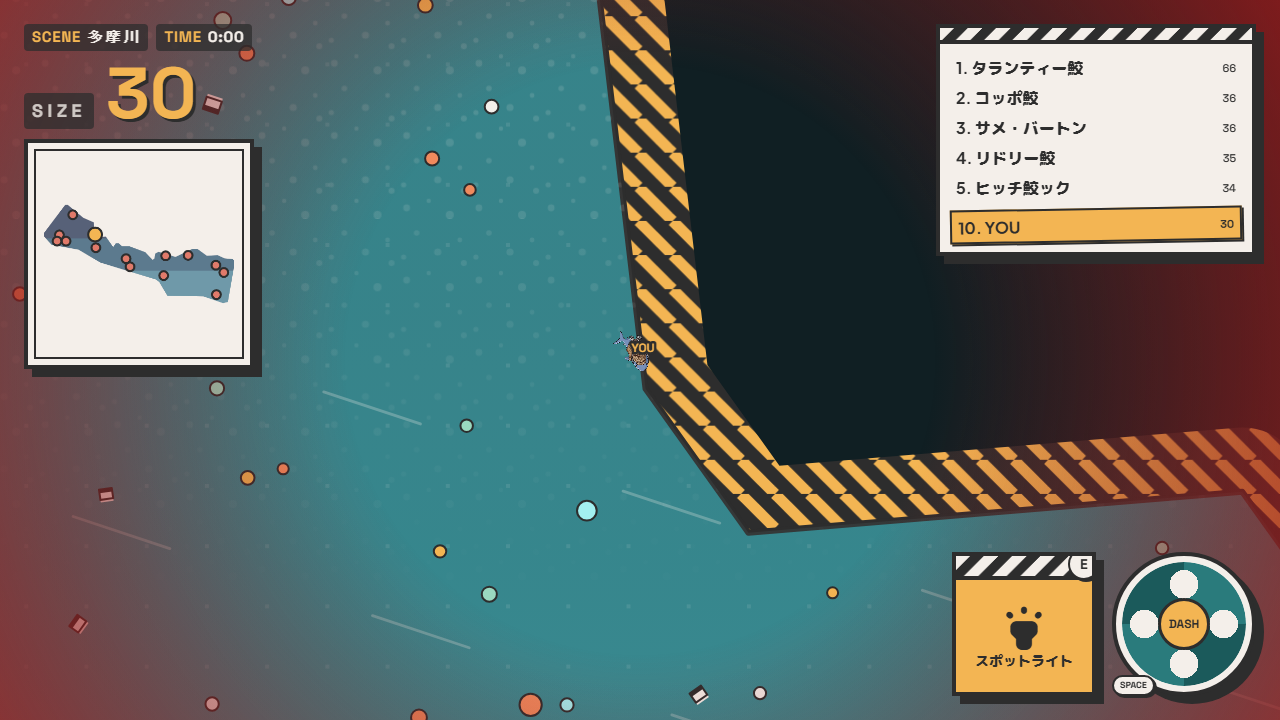 SCENE 多摩川 TIME 0:00
SIZE 30
1. タランティー鮫 66
2. コッポ鮫 36
3. サメ・バートン 36
4. リドリー鮫 35
5. ヒッチ鮫ック 34
10. YOU 30
YOU
E
スポットライト
DASH
SPACE